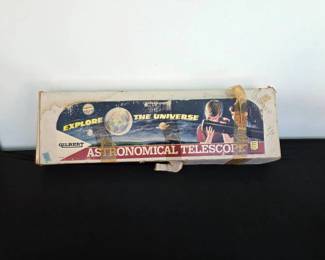 EXPLORE THE UNIVERSE
GILBERT
ASTRONOMICAL TELESCOPE